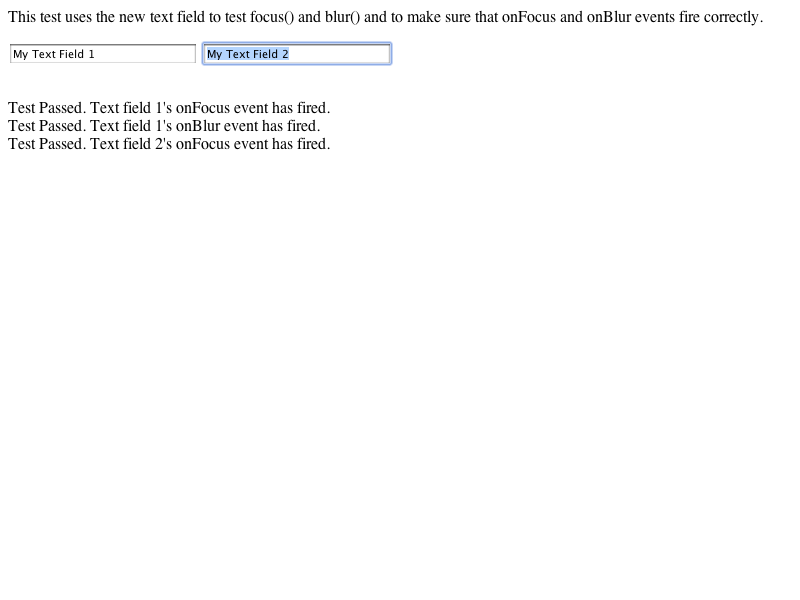 This test uses the new text field to test focus() and blur() and to make sure that onFocus and onBlur events fire correctly.
My Text Field 1 My Text Field 2
Test Passed. Text field 1's onFocus event has fired.
Test Passed. Text field 1's onBlur event has fired.
Test Passed. Text field 2's onFocus event has fired.